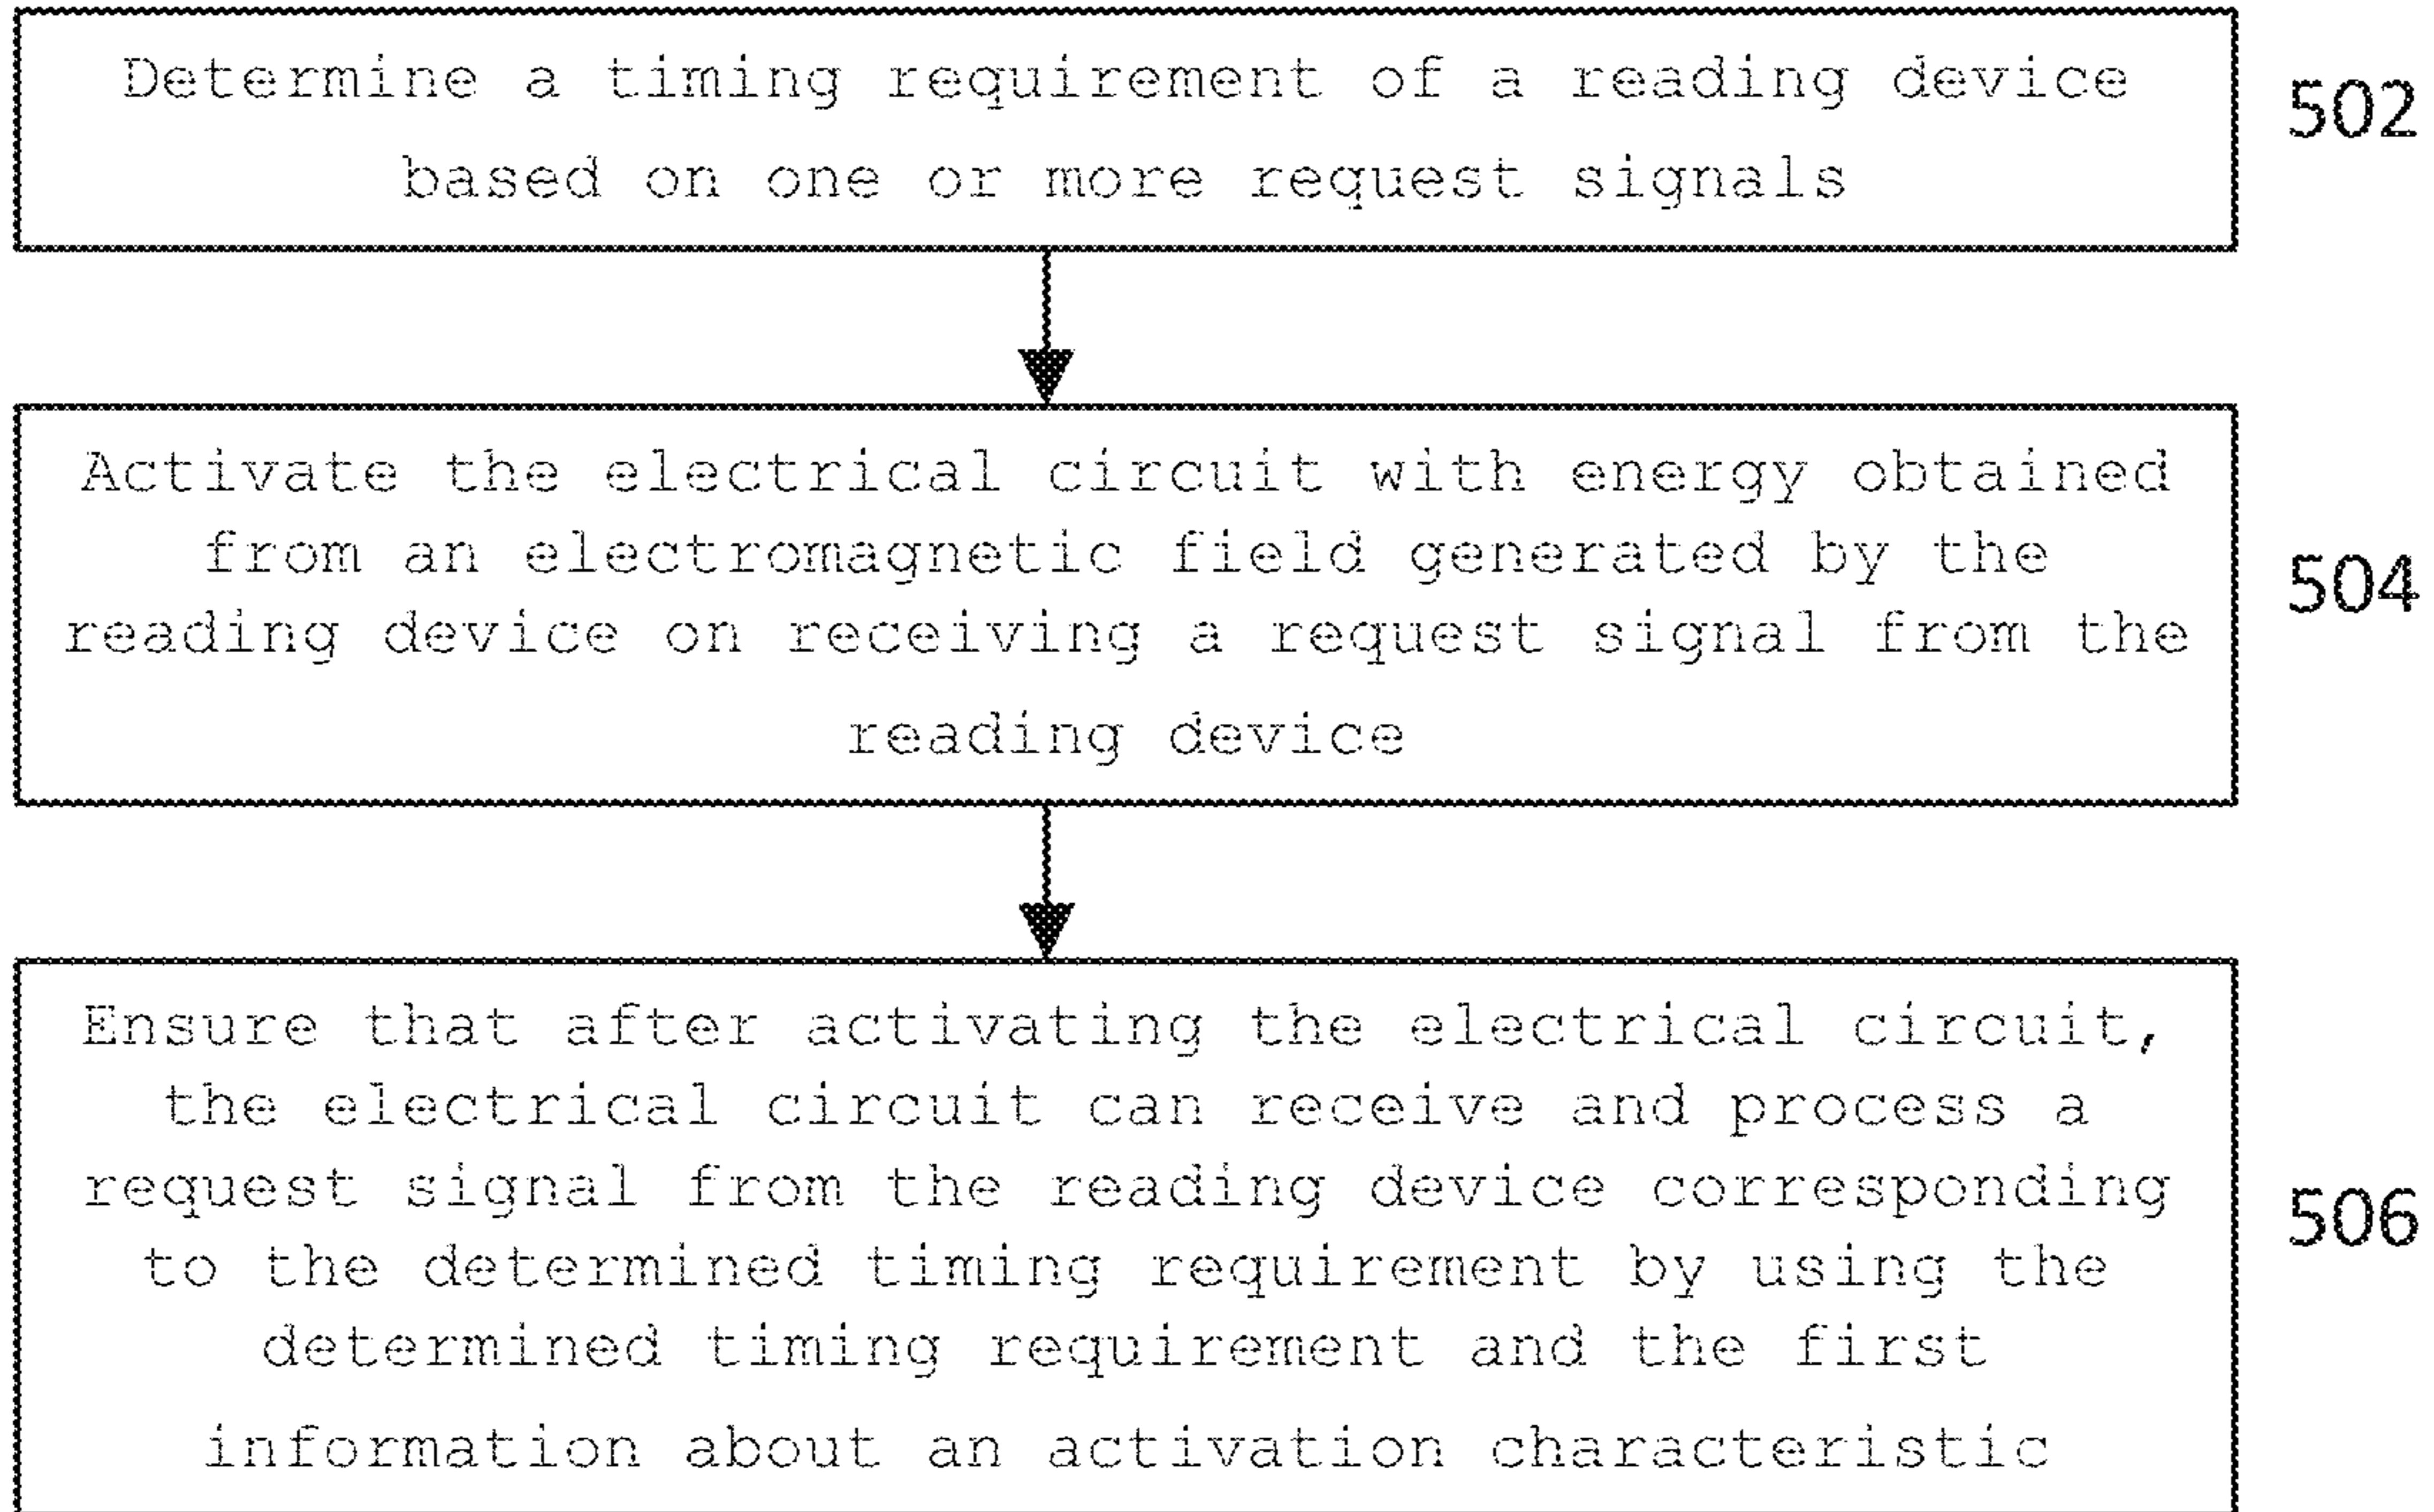 Determine a timing requirement of a reading device
based on one or more request signals
502
Activate the electrical circuit with energy obtained
from an electromagnetic field generated by the
reading device on receiving a request signal from the
reading device
504
Ensure that after activating the electrical circuit,
the electrical circuit can receive and process a
request signal from the reading device corresponding
to the determined timing requirement by using the
determined timing requirement and the first
information about an activation characteristic
506